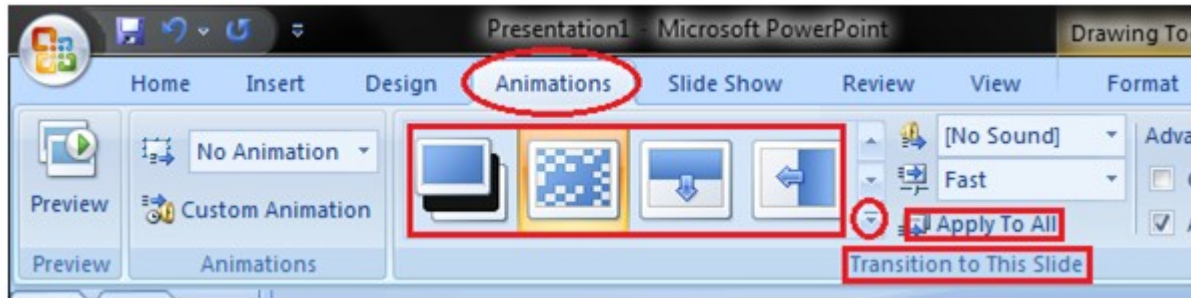 Presentation1 - Microsoft PowerPoint
Drawing To
Home Insert Design Animations Slide Show Review View Format
No Animation
[No Sound]
Adva
Preview
Custom Animation
Fast
Apply To All
Preview
Animations
Transition to This Slide